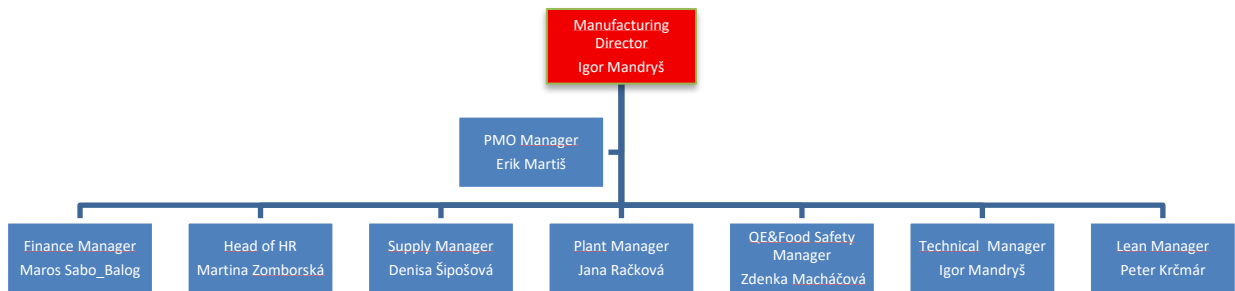 Manufacturing
Director
Igor Mandryš
PMO Manager
Erik Martiš
Finance Manager
Maros Sabo_Balog
Head of HR
Martina Zomborská
Supply Manager
Denisa Šipošová
Plant Manager
Jana Račková
QE&Food Safety
Manager
Zdenka Macháčová
Technical  Manager
Igor Mandryš
Lean Manager
Peter Krčmár